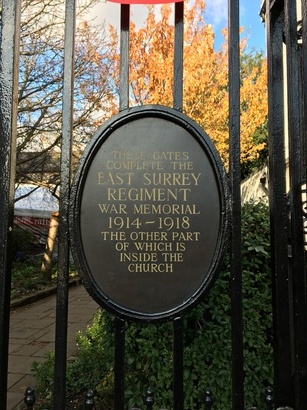 THESE GATES
COMPLETE THE
EAST SURREY
REGIMENT
WAR MEMORIAL
1914-1918
THE OTHER PART
OF WHICH IS
INSIDE THE
CHURCH